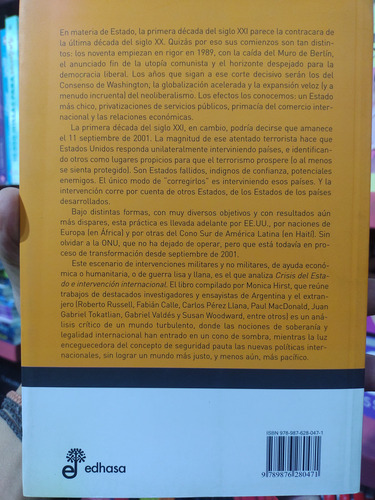 En materia de Estado, la primera década del siglo XXI parece la contracara de
la última década del siglo XX. Quizás por eso sus comienzos son tan distin-
tos: los noventa empiezan en rigor en 1989, con la caída del Muro de Berlín,
el anunciado fin de la utopía comunista y el horizonte despejado para la
democracia liberal. Los años que sigan a ese corte decisivo serán los del
Consenso de Washington, la globalización acelerada y la expansión veloz (y a
menudo incruenta) del neoliberalismo. Los efectos los conocemos: un Estado
más chico, privatizaciones de servicios públicos, primacía del comercio inter-
nacional y las relaciones económicas.
La primera década del siglo XXI, en cambio, podría decirse que amanece
el 11 septiembre de 2001. La magnitud de ese atentado terrorista hace que
Estados Unidos responda unilateralmente interviniendo países, e identifican-
do otros como lugares propicios para que el terrorismo prospere (o al menos
se sienta protegido). Son Estados fallidos, indignos de confianza, potenciales
enemigos. El único modo de "corregirlos" es interviniendo esos países. Y la
intervención corre por cuenta de otros Estados, de los Estados de los países
desarrollados.
Bajo distintas formas, con muy diversos objetivos y con resultados aún
más dispares, esta práctica es llevada adelante por EE.UU., por naciones de
Europa (en África) y por otras del Cono Sur de América Latina (en Haití). Sin
olvidar a la ONU, que no ha dejado de operar, pero que está todavía en pro-
ceso de transformación desde septiembre de 2001.
Este escenario de intervenciones militares y no militares, de ayuda econó-
mica o humanitaria, o de guerra lisa y llana, es el que analiza Crisis del Esta-
do e intervención internacional. El libro compilado por Monica Hirst, que reú-
ne trabajos de destacados investigadores y ensayistas de Argentina y el extran-
jero (Roberto Russell, Fabián Calle, Carlos Pérez Llana, Paul MacDonald, Juan
Gabriel Tokatlian, Gabriel Valdés y Susan Woodward, entre otros) es un aná-
lisis crítico de un mundo turbulento, donde las nociones de soberanía y
legalidad internacional han entrado en un cono de sombra, mientras la luz
enceguecedora del concepto de seguridad pauta las nuevas políticas inter-
nacionales, sin lograr un mundo más justo, y menos aún, más pacífico.
ISBN 978-987-628-047-1
9789876280471
edhasa